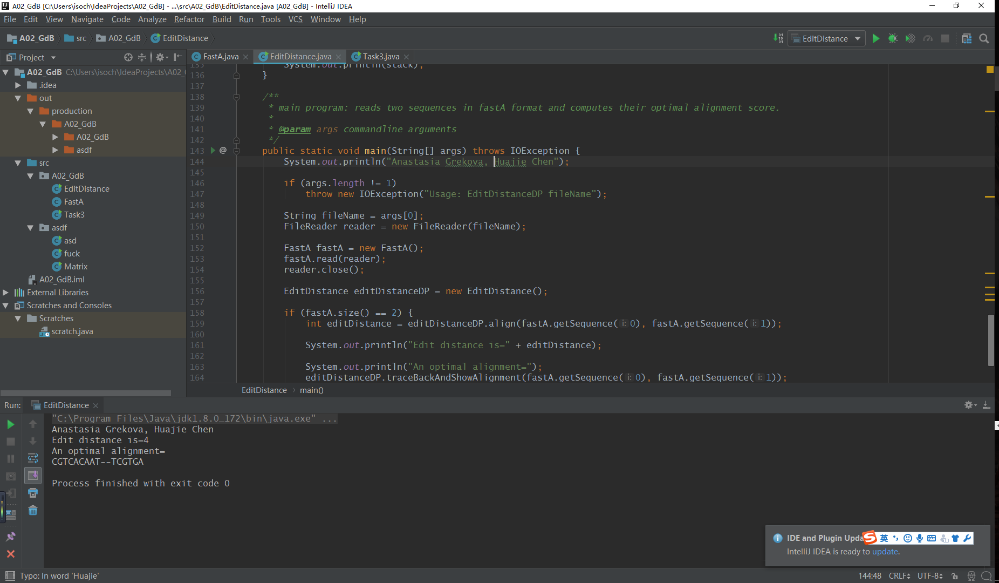 A02_GdB [C:\Users\isoch\IdeaProjects\A02_GdB] - ...\src\A02_GdB\EditDistance.java [A02_GdB] - IntelliJ IDEA
File Edit View Navigate Code Analyze Refactor Build Run Tools VCS Window Help
A02_GdB src A02_GdB EditDistance
EditDistance
Project
FastA.java EditDistance.java Task3.java
A02_GdB C:\Users\isoch\IdeaProjects\A02_
.idea
out
production
A02_GdB
A02_GdB
asdf
src
A02_GdB
EditDistance
FastA
Task3
asdf
asd
fuck
Matrix
A02_GdB.iml
External Libraries
Scratches and Consoles
Scratches
scratch.java
135 System.out.println(stack);
136 }
137
138 /**
139 * main program: reads two sequences in fastA format and computes their optimal alignment score.
140 *
141 * @param args commandline arguments
142 */
143 @ public static void main(String[] args) throws IOException {
144 System.out.println("Anastasia Grekova, Huajie Chen");
145
146 if (args.length != 1)
147 throw new IOException("Usage: EditDistanceDP fileName");
148
149 String fileName = args[0];
150 FileReader reader = new FileReader(fileName);
151
152 FastA fastA = new FastA();
153 fastA.read(reader);
154 reader.close();
155
156 EditDistance editDistanceDP = new EditDistance();
157
158 if (fastA.size() == 2) {
159 int editDistance = editDistanceDP.align(fastA.getSequence( i: 0), fastA.getSequence( i: 1));
160
161 System.out.println("Edit distance is=" + editDistance);
162
163 System.out.println("An optimal alignment=");
164 editDistanceDP.traceBackAndShowAlignment(fastA.getSequence( i: 0), fastA.getSequence( i: 1));
EditDistance › main()
Run: EditDistance
"C:\Program Files\Java\jdk1.8.0_172\bin\java.exe" ...
Anastasia Grekova, Huajie Chen
Edit distance is=4
An optimal alignment=
CGTCACAAT--TCGTGA
Process finished with exit code 0
IDE and Plugin Upda
英
IntelliJ IDEA is ready to update.
Typo: In word 'Huajie'
144:48 CRLF UTF-8